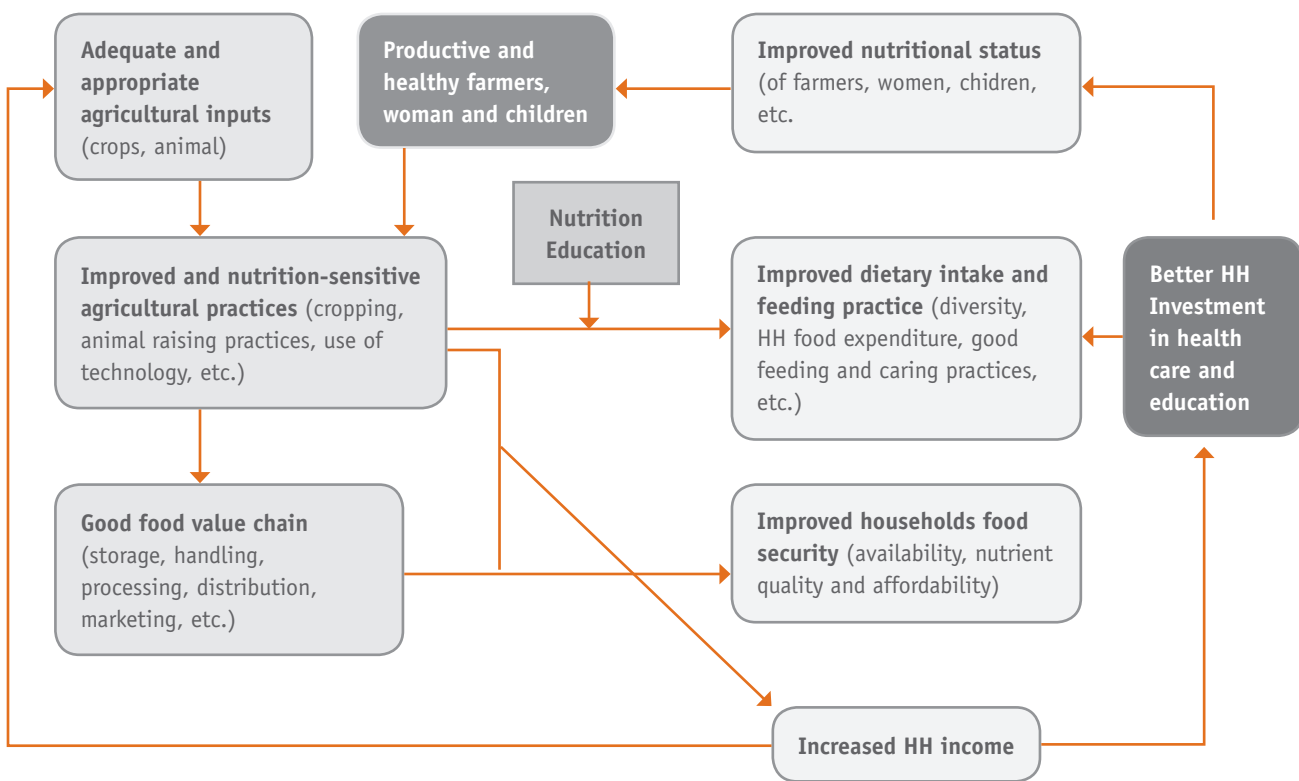 Adequate and
appropriate
agricultural inputs
(crops, animal)
Productive and
healthy farmers,
woman and children
Improved nutritional status
(of farmers, women, chidren,
etc.
Nutrition
Education
Improved and nutrition-sensitive
agricultural practices (cropping,
animal raising practices, use of
technology, etc.)
Improved dietary intake and
feeding practice (diversity,
HH food expenditure, good
feeding and caring practices,
etc.)
Better HH
Investment
in health
care and
education
Good food value chain
(storage, handling,
processing, distribution,
marketing, etc.)
Improved households food
security (availability, nutrient
quality and affordability)
Increased HH income